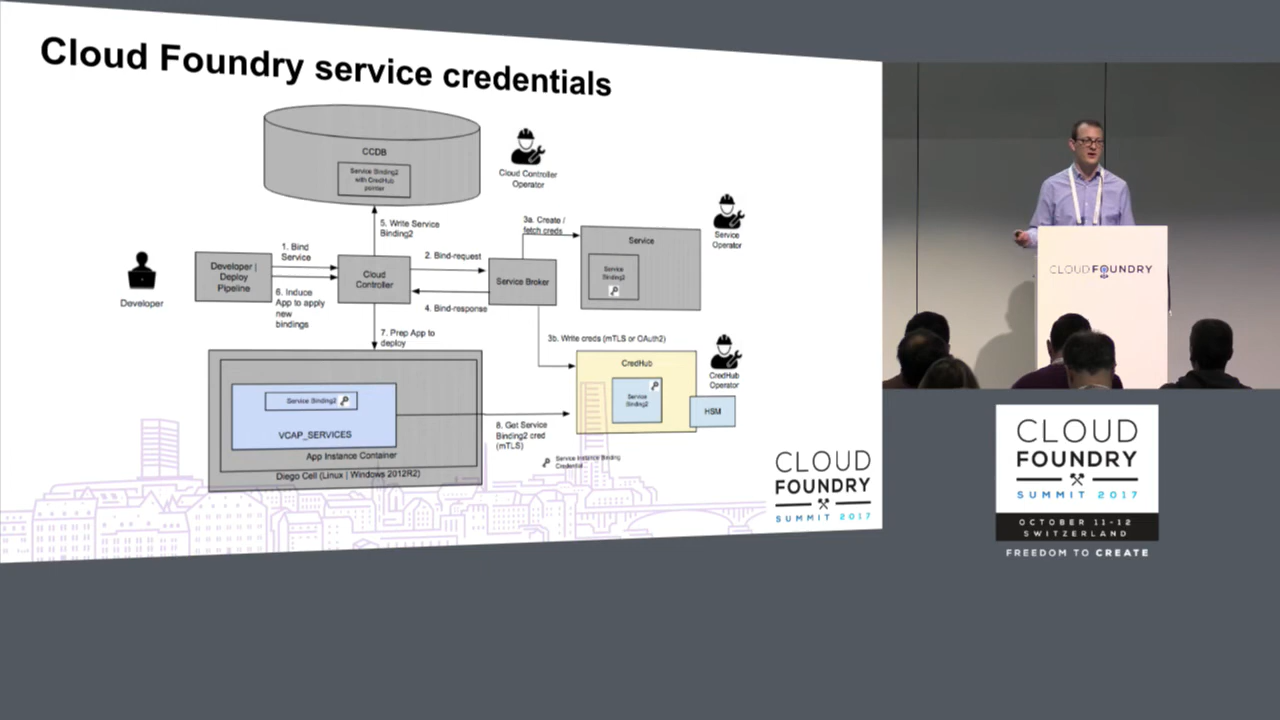 Cloud Foundry service credentials
CCDB
Service Binding2
with CredHub
pointer
Cloud Controller
Operator
5. Write Service
Binding2
3a. Create /
fetch creds
Service
Service
Binding2
Service
Operator
Developer
Developer |
Deploy
Pipeline
1. Bind
Service
6. Induce
App to apply
new
bindings
Cloud
Controller
2. Bind-request
4. Bind-response
Service Broker
7. Prep App to
deploy
3b. Write creds (mTLS or OAuth2)
CredHub
Service
Binding2
CredHub
Operator
HSM
Service Binding2
VCAP_SERVICES
App Instance Container
Diego Cell (Linux | Windows 2012R2)
8. Get Service
Binding2 cred
(mTLS)
Service Instance Binding
Credential
CLOUD
FOUNDRY
SUMMIT 2017
CLOUD FOUNDRY
CLOUD
FOUNDRY
SUMMIT 2017
OCTOBER 11-12
SWITZERLAND
FREEDOM TO CREATE